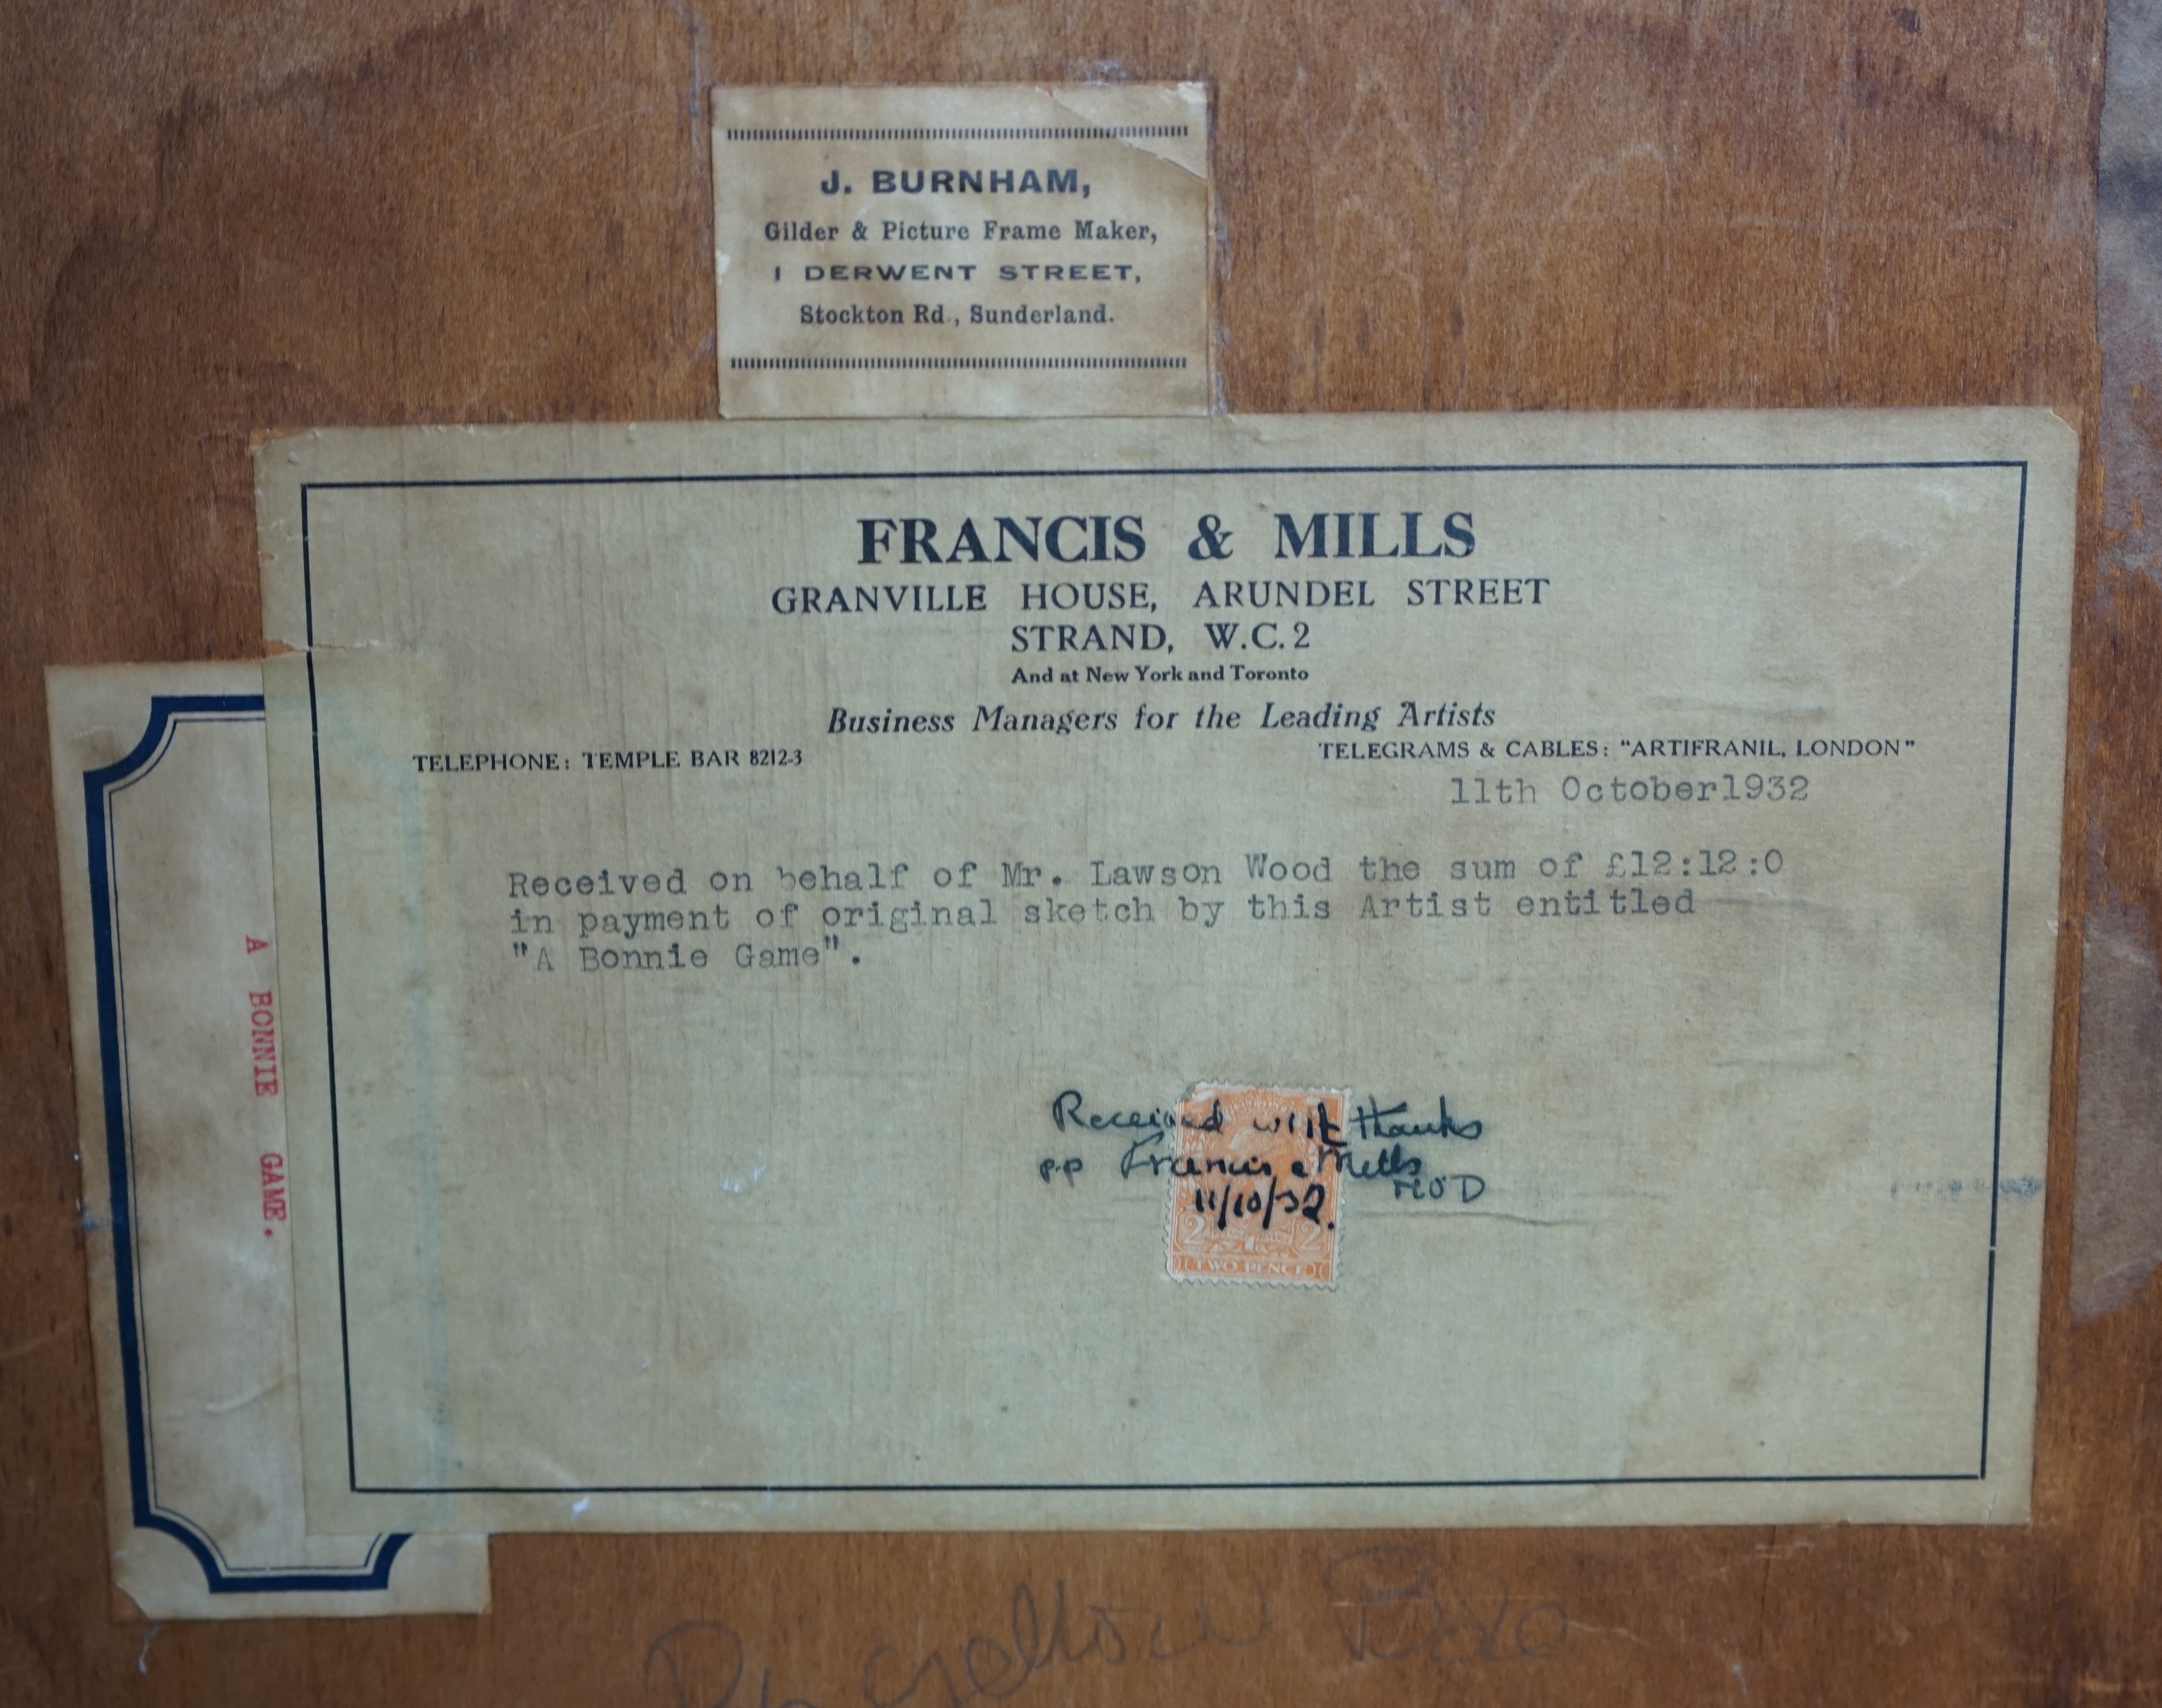 J. BURNHAM,
Gilder & Picture Frame Maker,
1 DERWENT STREET,
Stockton Rd., Sunderland.
FRANCIS & MILLS
GRANVILLE HOUSE, ARUNDEL STREET
STRAND, W.C.2
And at New York and Toronto
Business Managers for the Leading Artists
TELEPHONE: TEMPLE BAR 8212-3
TELEGRAMS & CABLES: "ARTIFRANIL, LONDON"
11th October1932
Received on behalf of Mr. Lawson Wood the sum of £12:12:0
in payment of original sketch by this Artist entitled
"A Bonnie Game".
Received with thanks
pp Francis & Mills
11/10/32.
2 2
TWO PENCE
A BONNIE GAME.